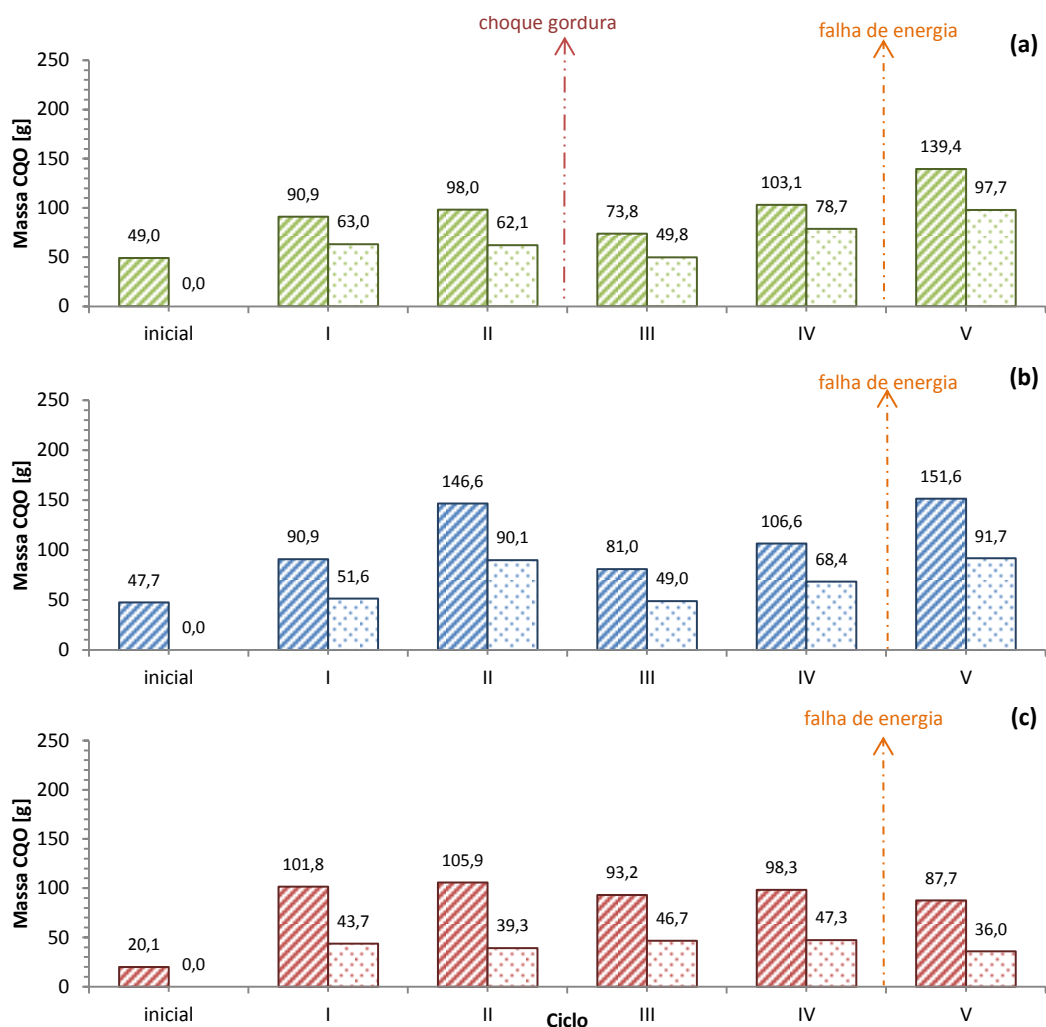 choque gordura
falha de energia
(a)
Massa CQO [g]
250
200
150
100
50
0
49,0
0,0
90,9
63,0
98,0
62,1
73,8
49,8
103,1
78,7
139,4
97,7
inicial
I
II
III
IV
V
falha de energia
(b)
Massa CQO [g]
250
200
150
100
50
0
47,7
0,0
90,9
51,6
146,6
90,1
81,0
49,0
106,6
68,4
151,6
91,7
inicial
I
II
III
IV
V
falha de energia
(c)
Massa CQO [g]
250
200
150
100
50
0
20,1
0,0
101,8
43,7
105,9
39,3
93,2
46,7
98,3
47,3
87,7
36,0
inicial
I
II
III
IV
V
Ciclo